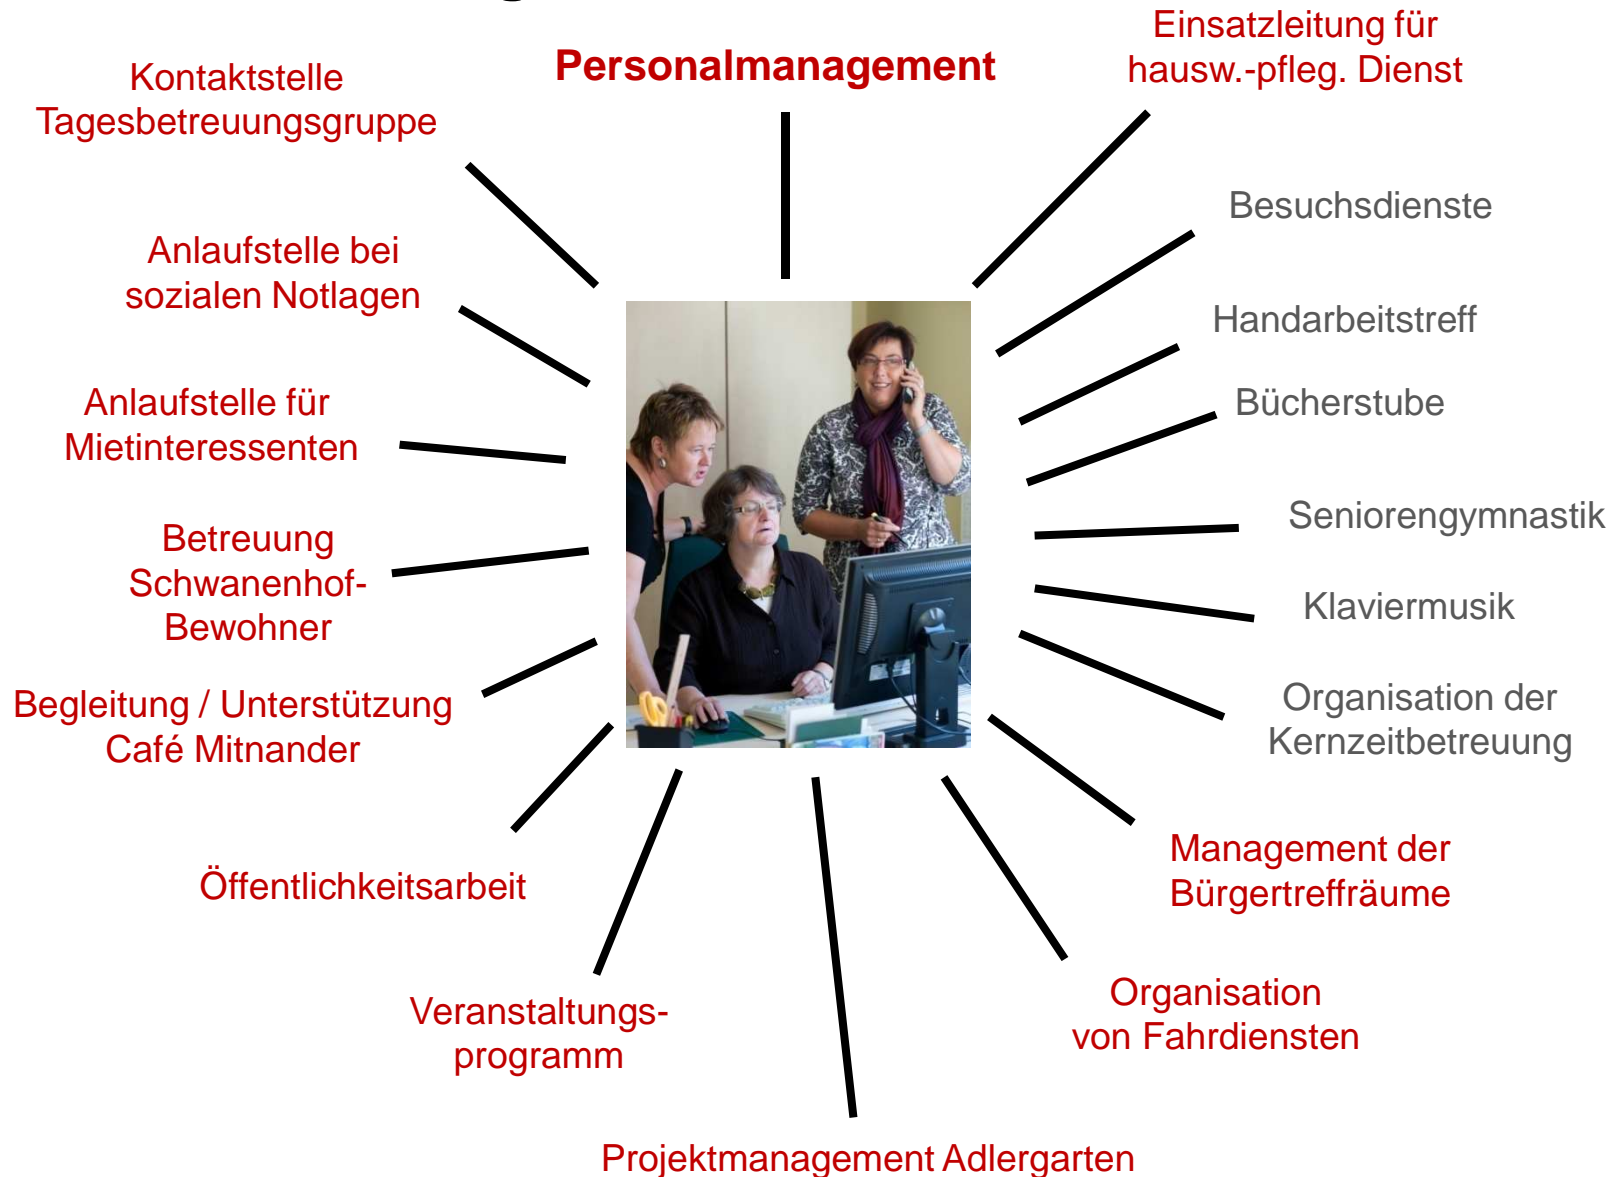 Personalmanagement
Einsatzleitung für
hausw.-pfleg. Dienst
Besuchsdienste
Handarbeitstreff
Bücherstube
Seniorengymnastik
Klaviermusik
Organisation der
Kernzeitbetreuung
Management der
Bürgertreffräume
Organisation
von Fahrdiensten
Projektmanagement Adlergarten
Veranstaltungs-
programm
Öffentlichkeitsarbeit
Begleitung / Unterstützung
Café Mitnander
Betreuung
Schwanenhof-
Bewohner
Anlaufstelle für
Mietinteressenten
Anlaufstelle bei
sozialen Notlagen
Kontaktstelle
Tagesbetreuungsgruppe